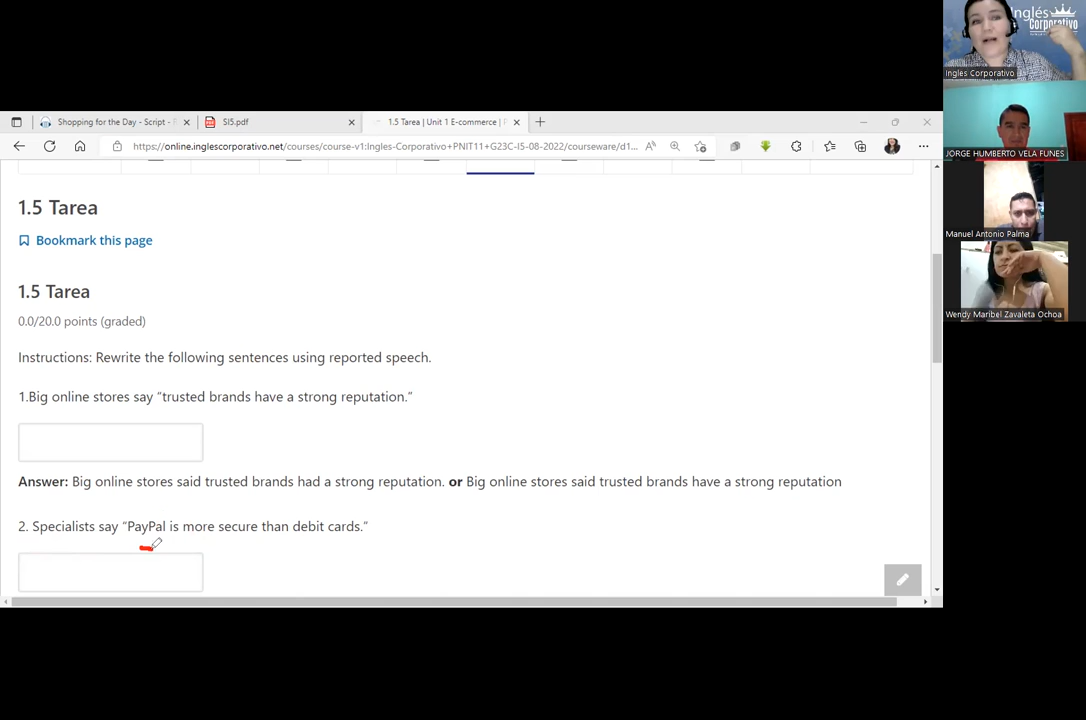 Shopping for the Day - Script - F
SI5.pdf
1.5 Tarea | Unit 1 E-commerce | P
https://online.inglescorporativo.net/courses/course-v1:Ingles-Corporativo+PNIT11+G23C-I5-08-2022/courseware/d1...
1.5 Tarea
Bookmark this page
1.5 Tarea
0.0/20.0 points (graded)
Instructions: Rewrite the following sentences using reported speech.
1.Big online stores say “trusted brands have a strong reputation.”
Answer: Big online stores said trusted brands had a strong reputation. or Big online stores said trusted brands have a strong reputation
2. Specialists say “PayPal is more secure than debit cards.”
Inglés
Corporativo
Ingles Corporativo
JORGE HUMBERTO VELA FUNES
Manuel Antonio Palma
Wendy Maribel Zavaleta Ochoa